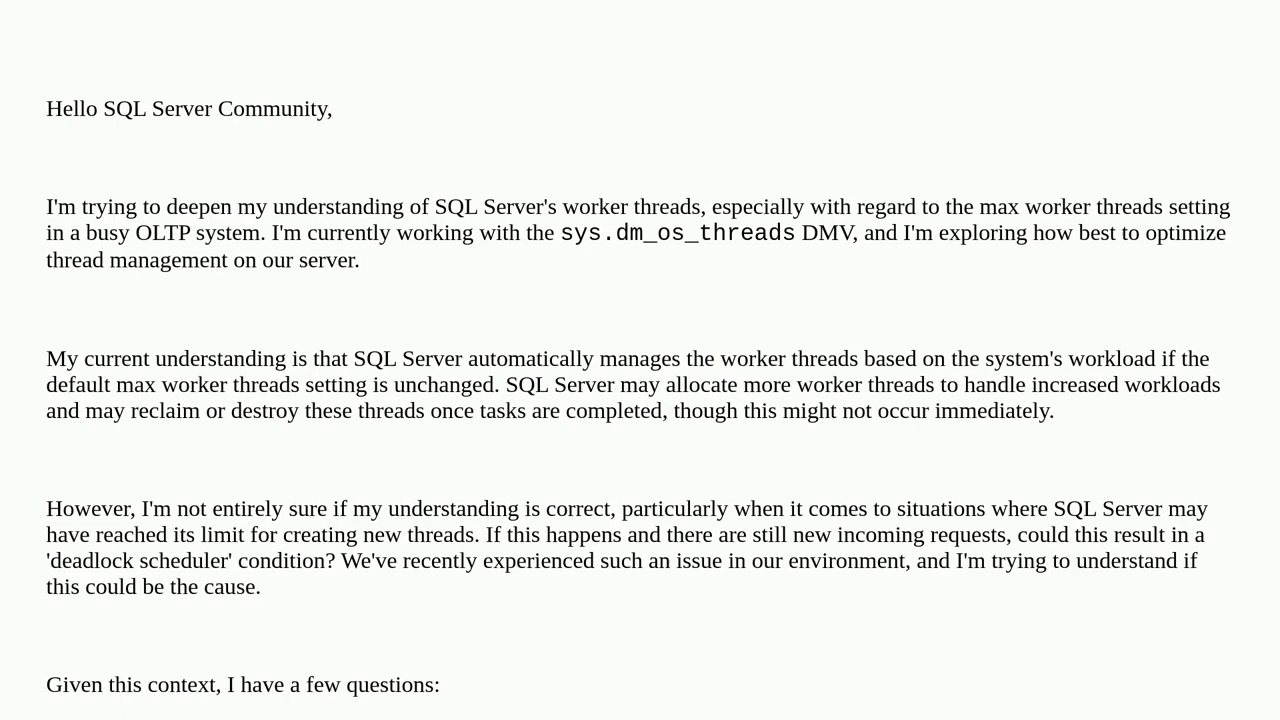 Hello SQL Server Community,
I'm trying to deepen my understanding of SQL Server's worker threads, especially with regard to the max worker threads setting
in a busy OLTP system. I'm currently working with the sys.dm_os_threads DMV, and I'm exploring how best to optimize
thread management on our server.
My current understanding is that SQL Server automatically manages the worker threads based on the system's workload if the
default max worker threads setting is unchanged. SQL Server may allocate more worker threads to handle increased workloads
and may reclaim or destroy these threads once tasks are completed, though this might not occur immediately.
However, I'm not entirely sure if my understanding is correct, particularly when it comes to situations where SQL Server may
have reached its limit for creating new threads. If this happens and there are still new incoming requests, could this result in a
'deadlock scheduler' condition? We've recently experienced such an issue in our environment, and I'm trying to understand if
this could be the cause.
Given this context, I have a few questions: